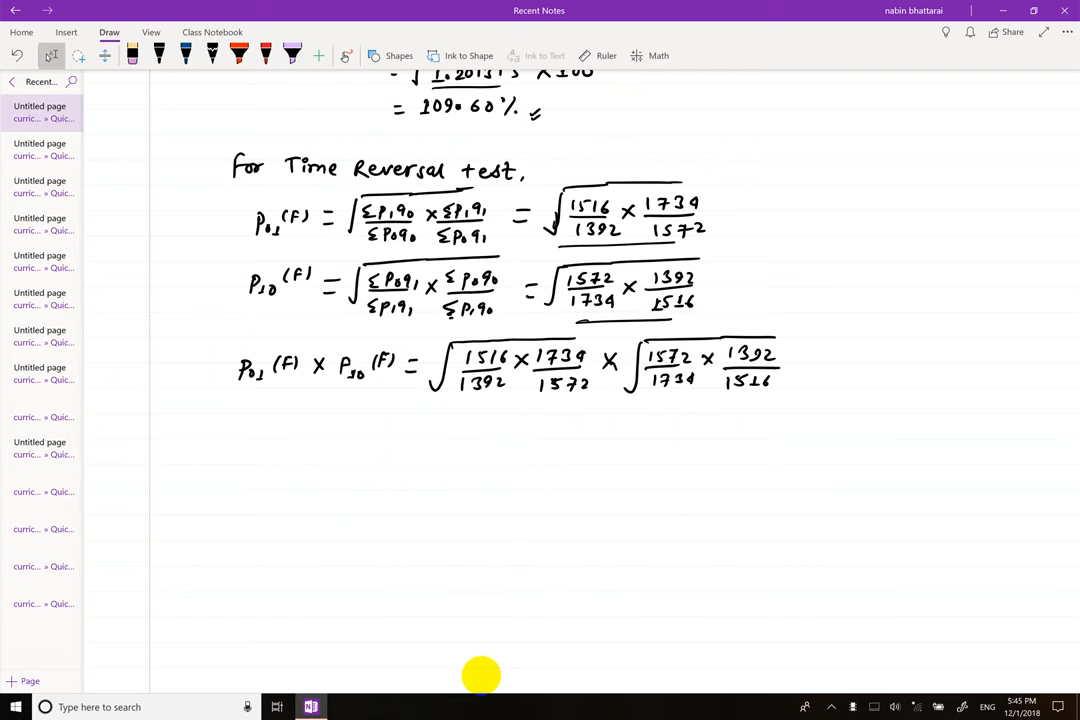 Recent Notes
nabin bhattarai
Home Insert Draw View Class Notebook
Share
Shapes Ink to Shape Ink to Text Ruler Math
Recent...
Untitled page
curric... » Quic...
Untitled page
curric... » Quic...
Untitled page
curric... » Quic...
Untitled page
curric... » Quic...
Untitled page
curric... » Quic...
Untitled page
curric... » Quic...
Untitled page
curric... » Quic...
Untitled page
curric... » Quic...
curric... » Quic...
Untitled page
curric... » Quic...
curric... » Quic...
curric... » Quic...
curric... » Quic...
curric... » Quic...
+ Page
= 109.60%
For Time Reversal test,
P₀₁(F) = √(ΣP₁q₀/ΣP₀q₀ × ΣP₁q₁/ΣP₀q₁) = √(1516/1392 × 1734/1572)
P₁₀(F) = √(ΣP₀q₁/ΣP₁q₁ × ΣP₀q₀/ΣP₁q₀) = √(1572/1734 × 1392/1516)
P₀₁(F) × P₁₀(F) = √(1516/1392 × 1734/1572) × √(1572/1734 × 1392/1516)
Type here to search
ENG
5:45 PM
12/1/2018